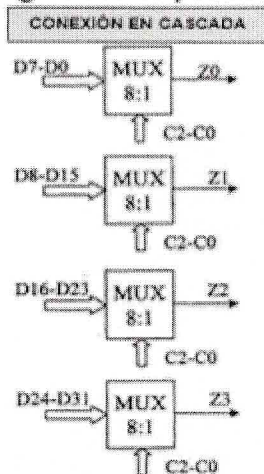 CONEXIÓN EN CASCADA
D7-D0 MUX 8:1 Z0
C2-C0
D8-D15 MUX 8:1 Z1
C2-C0
D16-D23 MUX 8:1 Z2
C2-C0
D24-D31 MUX 8:1 Z3
C2-C0